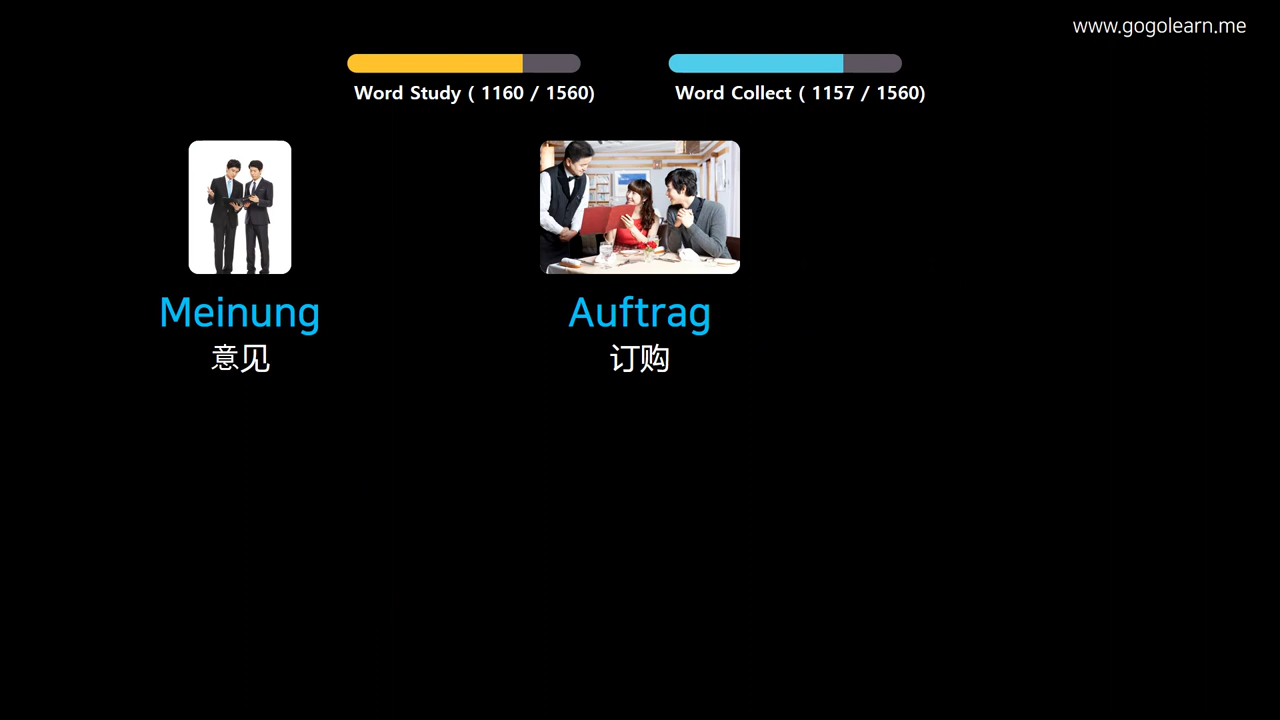 www.gogolearn.me
Word Study ( 1160 / 1560)
Word Collect ( 1157 / 1560)
Meinung
Auftrag
意见
订购